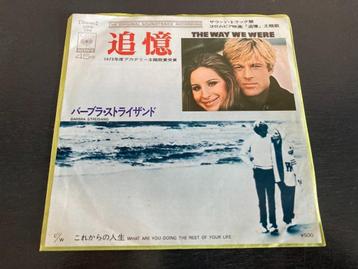 THE ORIGINAL SOUNDTRACK RECORDING
CBS
SONY
追憶
1973年度アカデミー主題歌賞受賞
サウンド・トラック盤
コロムビア映画「追憶」主題歌
THE WAY WE WERE
バーブラ・ストライザンド
BARBRA STREISAND
C/W
これからの人生 WHAT ARE YOU DOING THE REST OF YOUR LIFE
¥500